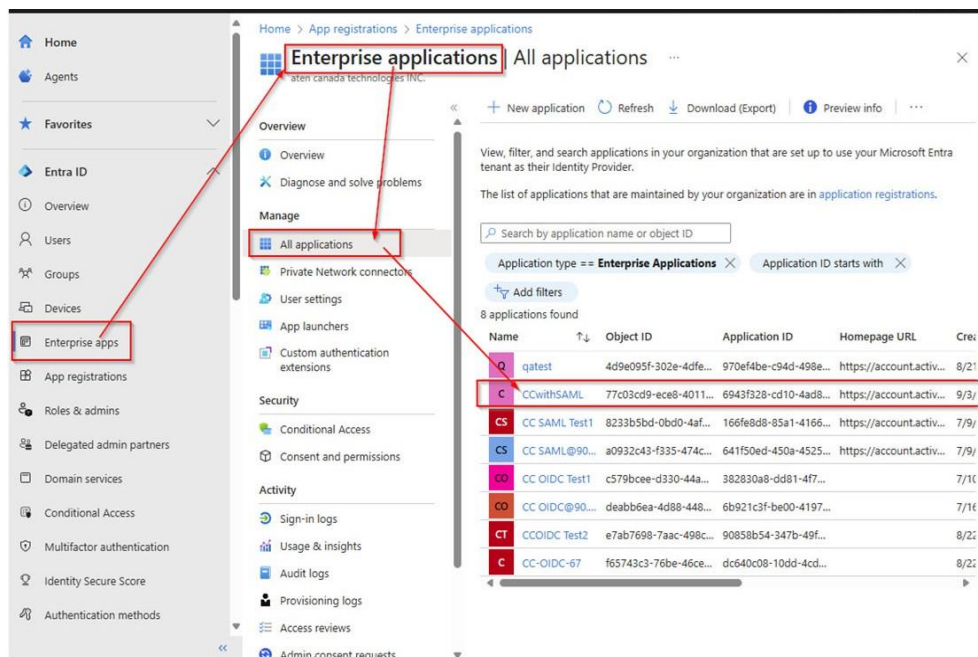 Home > App registrations > Enterprise applications
Enterprise applications | All applications ...
aten canada technologies INC.
Home
Agents
Favorites
Entra ID
Overview
Users
Groups
Devices
Enterprise apps
App registrations
Roles & admins
Delegated admin partners
Domain services
Conditional Access
Multifactor authentication
Identity Secure Score
Authentication methods
Overview
Overview
Diagnose and solve problems
Manage
All applications
Private Network connectors
User settings
App launchers
Custom authentication
extensions
Security
Conditional Access
Consent and permissions
Activity
Sign-in logs
Usage & insights
Audit logs
Provisioning logs
Access reviews
Admin consent requests
New application Refresh Download (Export) Preview info ...
View, filter, and search applications in your organization that are set up to use your Microsoft Entra
tenant as their Identity Provider.
The list of applications that are maintained by your organization are in application registrations.
Search by application name or object ID
Application type == Enterprise Applications Application ID starts with
Add filters
8 applications found
Name Object ID Application ID Homepage URL Crea
Q qatest 4d9e095f-302e-4dfe... 970ef4be-c94d-498e... https://account.activ... 8/21
C CCwithSAML 77c03cd9-ece8-4011... 6943f328-cd10-4ad8... https://account.activ... 9/3/
CS CC SAML Test1 8233b5bd-0bd0-4af... 166fe8d8-85a1-4166... https://account.activ... 7/9/
CS CC SAML@90... a0932c43-f335-474c... 641f50ed-450a-4525... https://account.activ... 7/9/
CO CC OIDC Test1 c579bcee-d330-44a... 382830a8-dd81-4f7... 7/10
CO CC OIDC@90... deabb6ea-4d88-448... 6b921c3f-be00-4197... 7/16
CT CCOIDC Test2 e7ab7698-7aac-498c... 90858b54-347b-49f... 8/22
C CC-OIDC-67 f65743c3-76be-46ce... dc640c08-10dd-4cd... 8/22